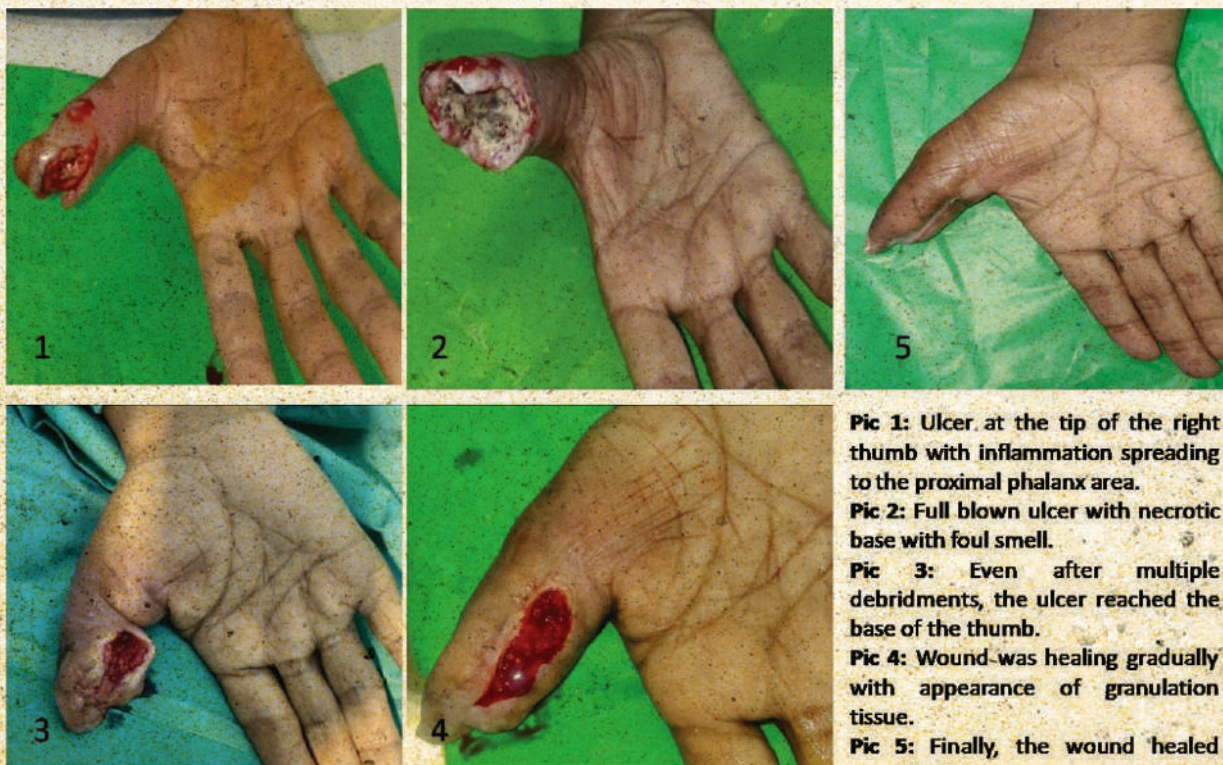 1
2
5
3
4
Pic 1: Ulcer at the tip of the right
thumb with inflammation spreading
to the proximal phalanx area.
Pic 2: Full blown ulcer with necrotic
base with foul smell.
Pic 3: Even after multiple
debridments, the ulcer reached the
base of the thumb.
Pic 4: Wound was healing gradually
with appearance of granulation
tissue.
Pic 5: Finally, the wound healed